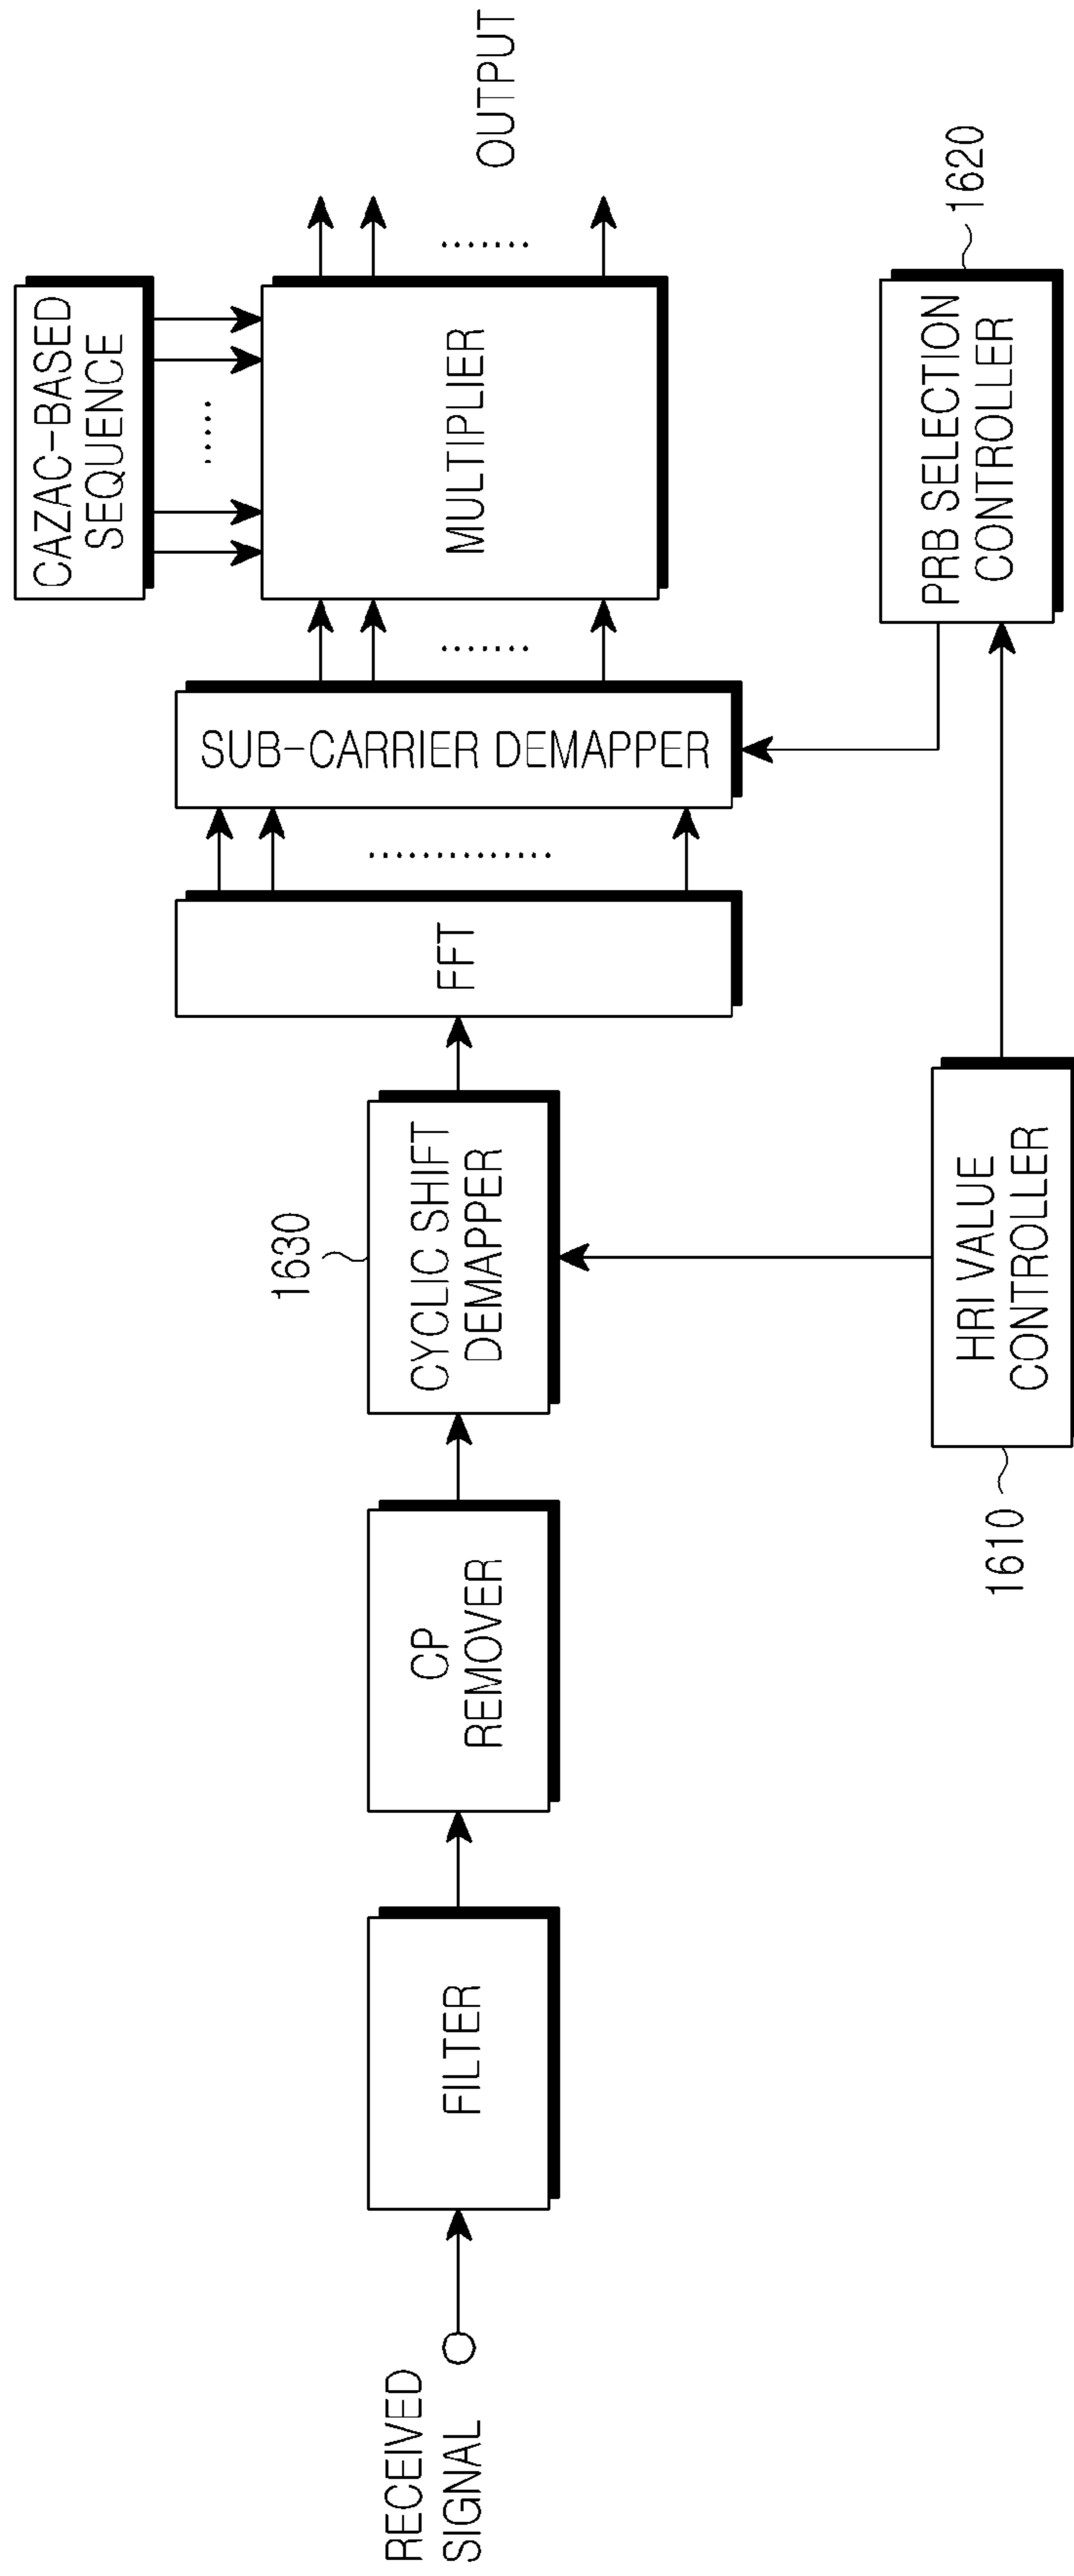 RECEIVED
SIGNAL
FILTER
CP
REMOVER
1630
CYCLIC SHIFT
DEMAPPER
FFT
SUB-CARRIER DEMAPPER
CAZAC-BASED
SEQUENCE
MULTIPLIER
OUTPUT
1610
HRI VALUE
CONTROLLER
PRB SELECTION
CONTROLLER
1620